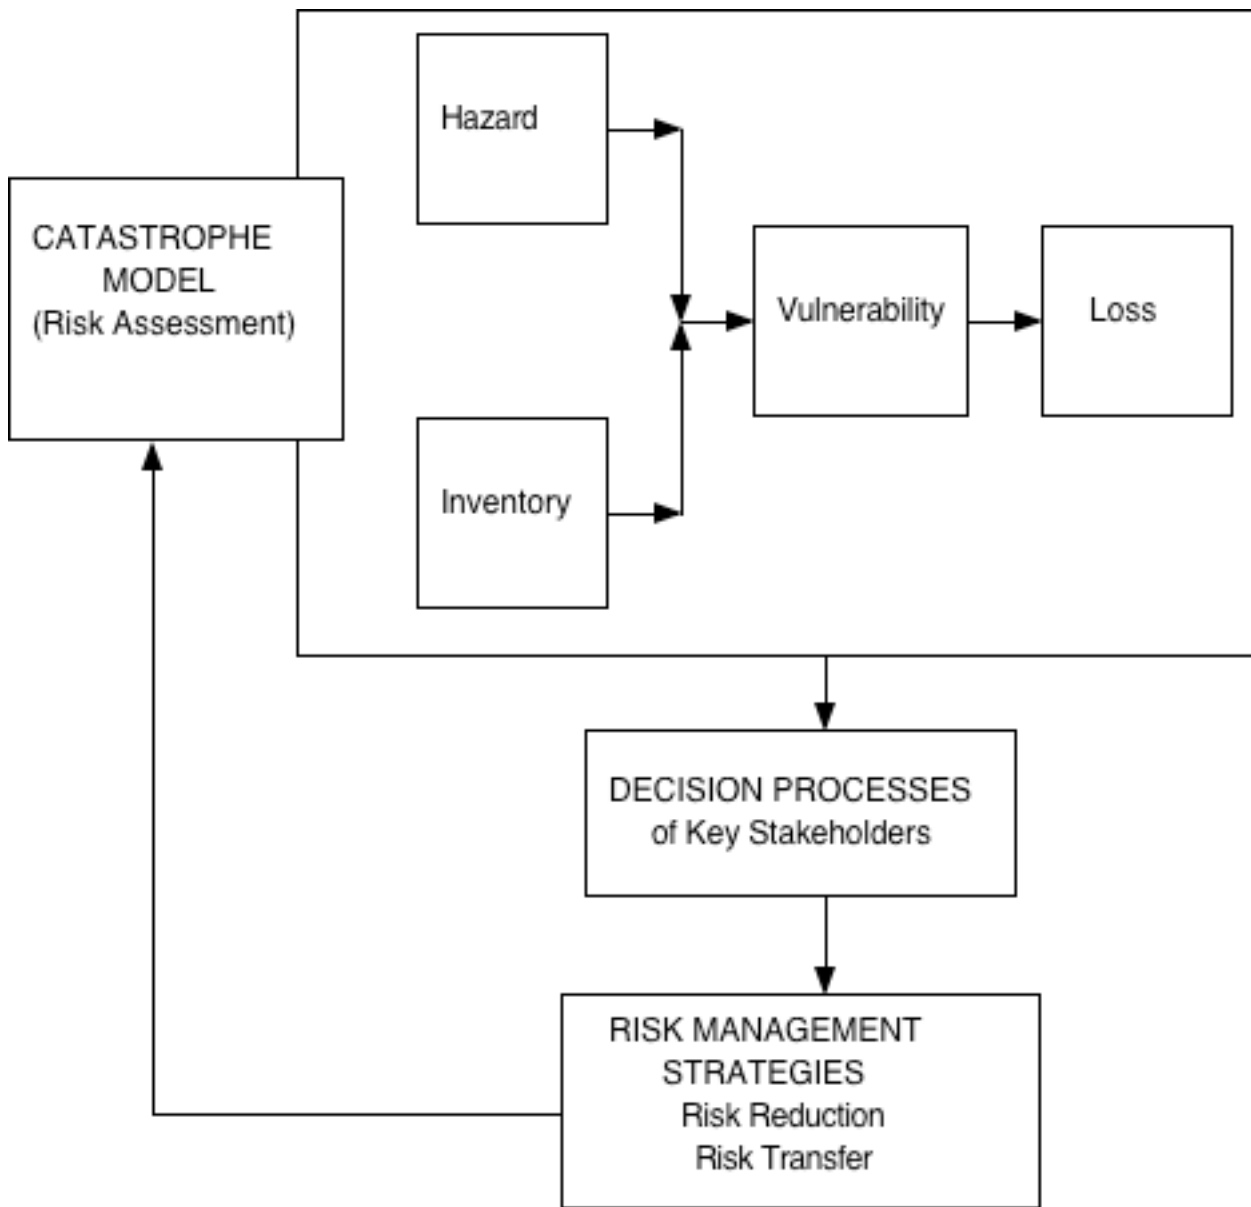 Hazard
CATASTROPHE
MODEL
(Risk Assessment)
Vulnerability
Loss
Inventory
DECISION PROCESSES
of Key Stakeholders
RISK MANAGEMENT
STRATEGIES
Risk Reduction
Risk Transfer